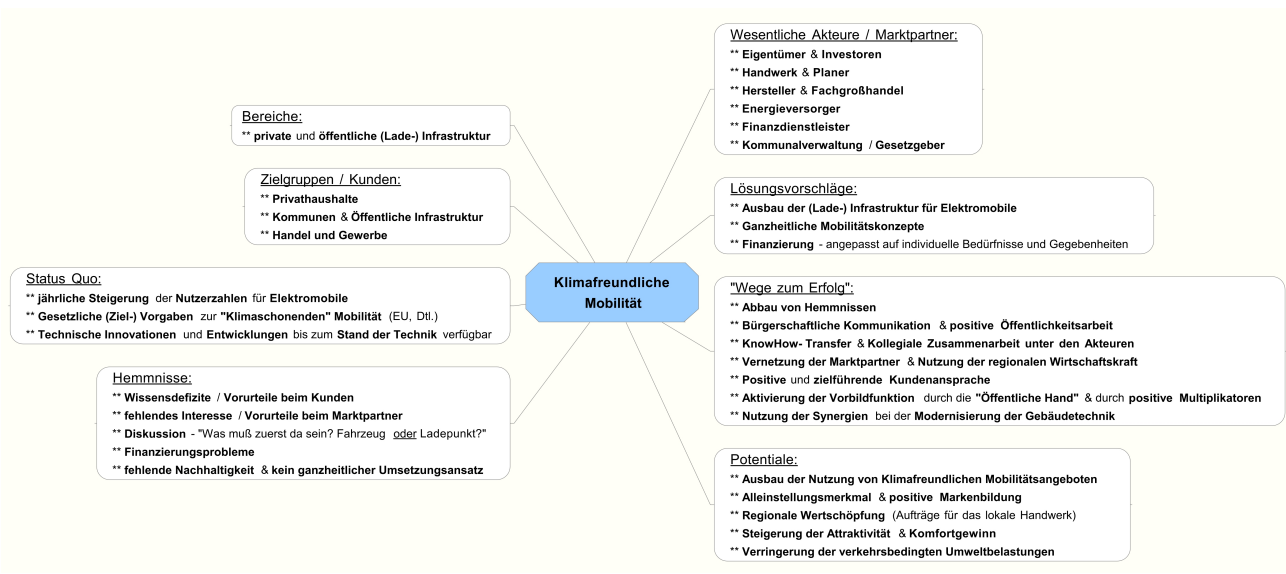 Bereiche:
** private und öffentliche (Lade-) Infrastruktur
Zielgruppen / Kunden:
** Privathaushalte
** Kommunen & Öffentliche Infrastruktur
** Handel und Gewerbe
Status Quo:
** jährliche Steigerung der Nutzerzahlen für Elektromobile
** Gesetzliche (Ziel-) Vorgaben zur "Klimaschonenden" Mobilität (EU, Dtl.)
** Technische Innovationen und Entwicklungen bis zum Stand der Technik verfügbar
Hemmnisse:
** Wissensdefizite / Vorurteile beim Kunden
** fehlendes Interesse / Vorurteile beim Marktpartner
** Diskussion - "Was muß zuerst da sein? Fahrzeug oder Ladepunkt?"
** Finanzierungsprobleme
** fehlende Nachhaltigkeit & kein ganzheitlicher Umsetzungsansatz
Klimafreundliche
Mobilität
Wesentliche Akteure / Marktpartner:
** Eigentümer & Investoren
** Handwerk & Planer
** Hersteller & Fachgroßhandel
** Energieversorger
** Finanzdienstleister
** Kommunalverwaltung / Gesetzgeber
Lösungsvorschläge:
** Ausbau der (Lade-) Infrastruktur für Elektromobile
** Ganzheitliche Mobilitätskonzepte
** Finanzierung - angepasst auf individuelle Bedürfnisse und Gegebenheiten
"Wege zum Erfolg":
** Abbau von Hemmnissen
** Bürgerschaftliche Kommunikation & positive Öffentlichkeitsarbeit
** KnowHow- Transfer & Kollegiale Zusammenarbeit unter den Akteuren
** Vernetzung der Marktpartner & Nutzung der regionalen Wirtschaftskraft
** Positive und zielführende Kundenansprache
** Aktivierung der Vorbildfunktion durch die "Öffentliche Hand" & durch positive Multiplikatoren
** Nutzung der Synergien bei der Modernisierung der Gebäudetechnik
Potentiale:
** Ausbau der Nutzung von Klimafreundlichen Mobilitätsangeboten
** Alleinstellungsmerkmal & positive Markenbildung
** Regionale Wertschöpfung (Aufträge für das lokale Handwerk)
** Steigerung der Attraktivität & Komfortgewinn
** Verringerung der verkehrsbedingten Umweltbelastungen